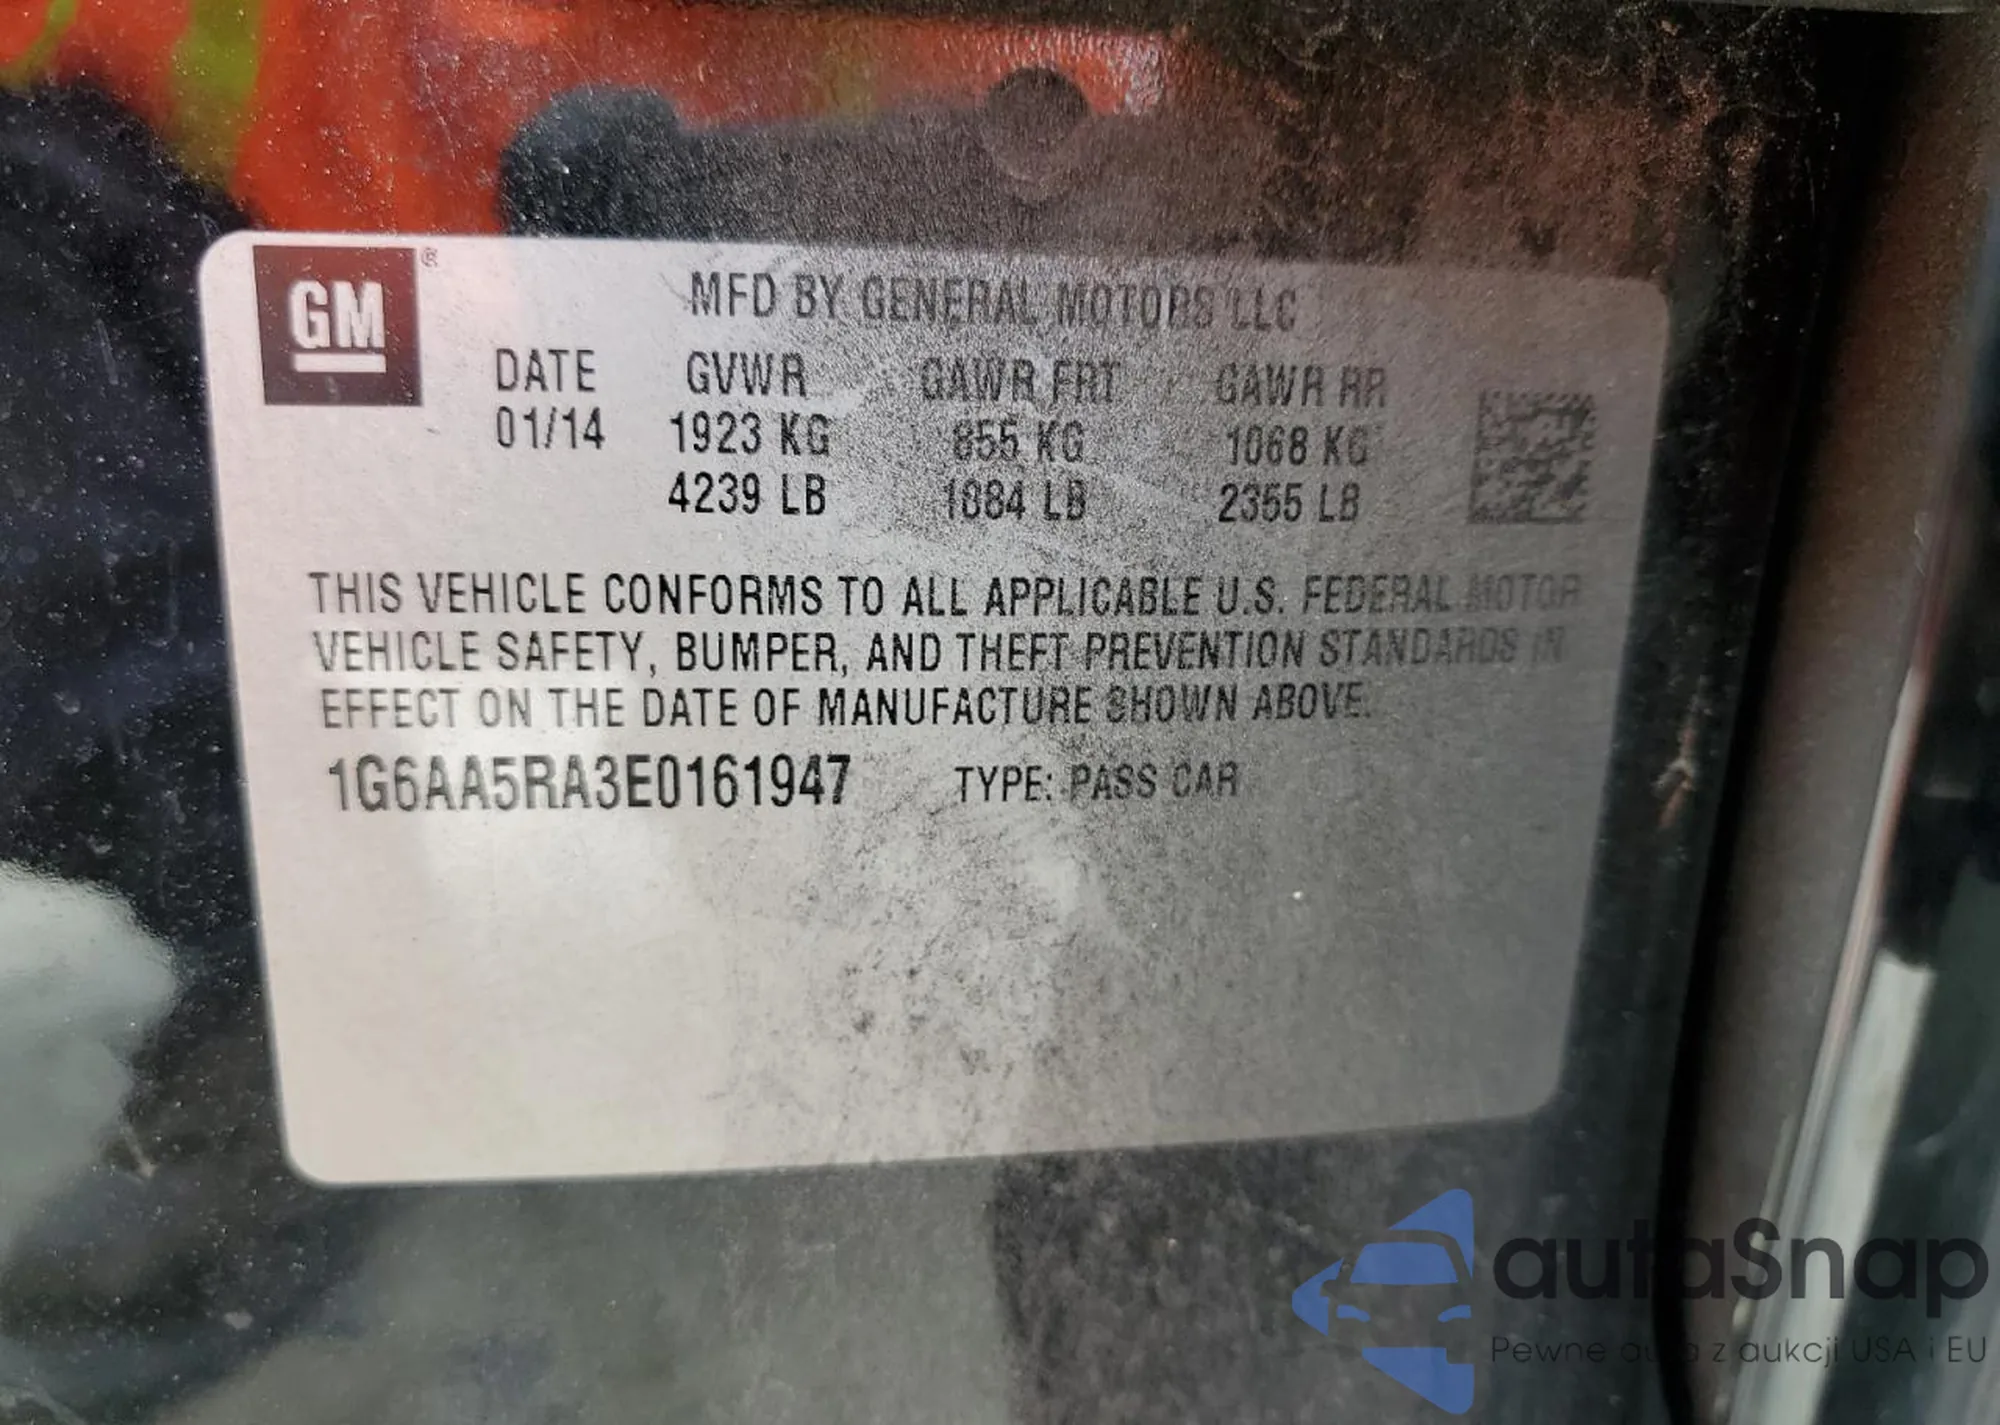 GM®
MFD BY GENERAL MOTORS LLC
DATE GVWR GAWR FRT GAWR RR
01/14 1923 KG 855 KG 1068 KG
4239 LB 1884 LB 2355 LB
THIS VEHICLE CONFORMS TO ALL APPLICABLE U.S. FEDERAL MOTOR
VEHICLE SAFETY, BUMPER, AND THEFT PREVENTION STANDARDS IN
EFFECT ON THE DATE OF MANUFACTURE SHOWN ABOVE.
1G6AA5RA3E0161947 TYPE: PASS CAR
autaSnap
Pewne auta z aukcji USA i EU